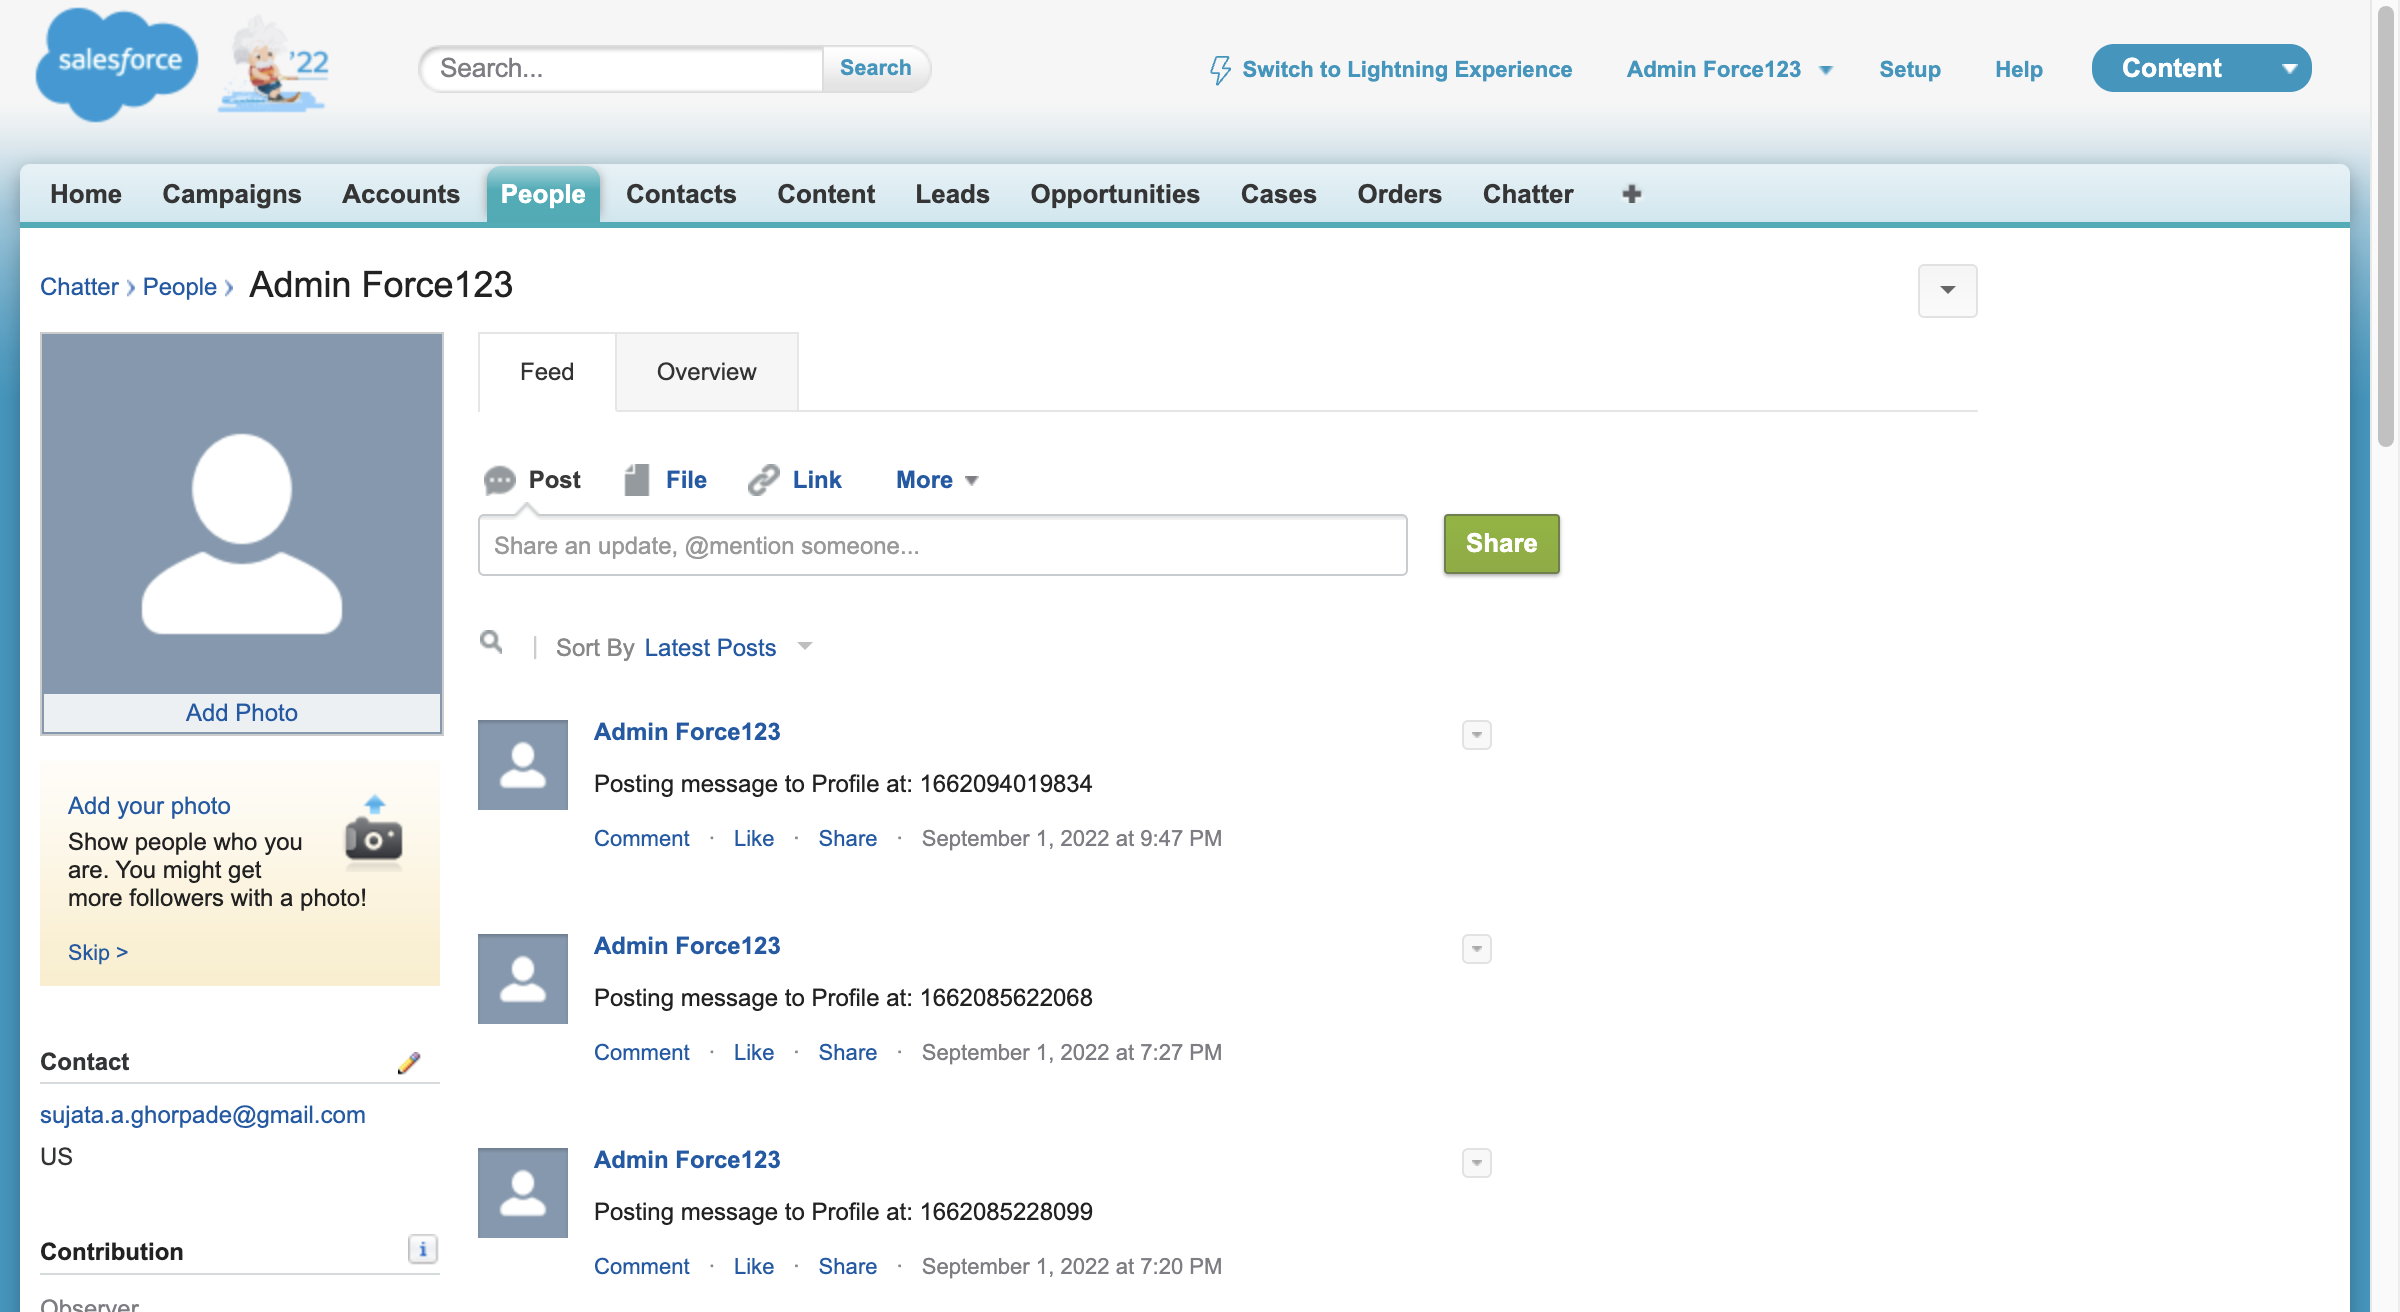 salesforce
'22
Search...
Search
Switch to Lightning Experience
Admin Force123
Setup
Help
Content
Home
Campaigns
Accounts
People
Contacts
Content
Leads
Opportunities
Cases
Orders
Chatter
Chatter
People
Admin Force123
Feed
Overview
Post
File
Link
More
Share an update, @mention someone...
Share
Sort By Latest Posts
Add Photo
Add your photo
Show people who you
are. You might get
more followers with a photo!
Skip >
Contact
sujata.a.ghorpade@gmail.com
US
Contribution
Observer
Admin Force123
Posting message to Profile at: 1662094019834
Comment · Like · Share · September 1, 2022 at 9:47 PM
Admin Force123
Posting message to Profile at: 1662085622068
Comment · Like · Share · September 1, 2022 at 7:27 PM
Admin Force123
Posting message to Profile at: 1662085228099
Comment · Like · Share · September 1, 2022 at 7:20 PM